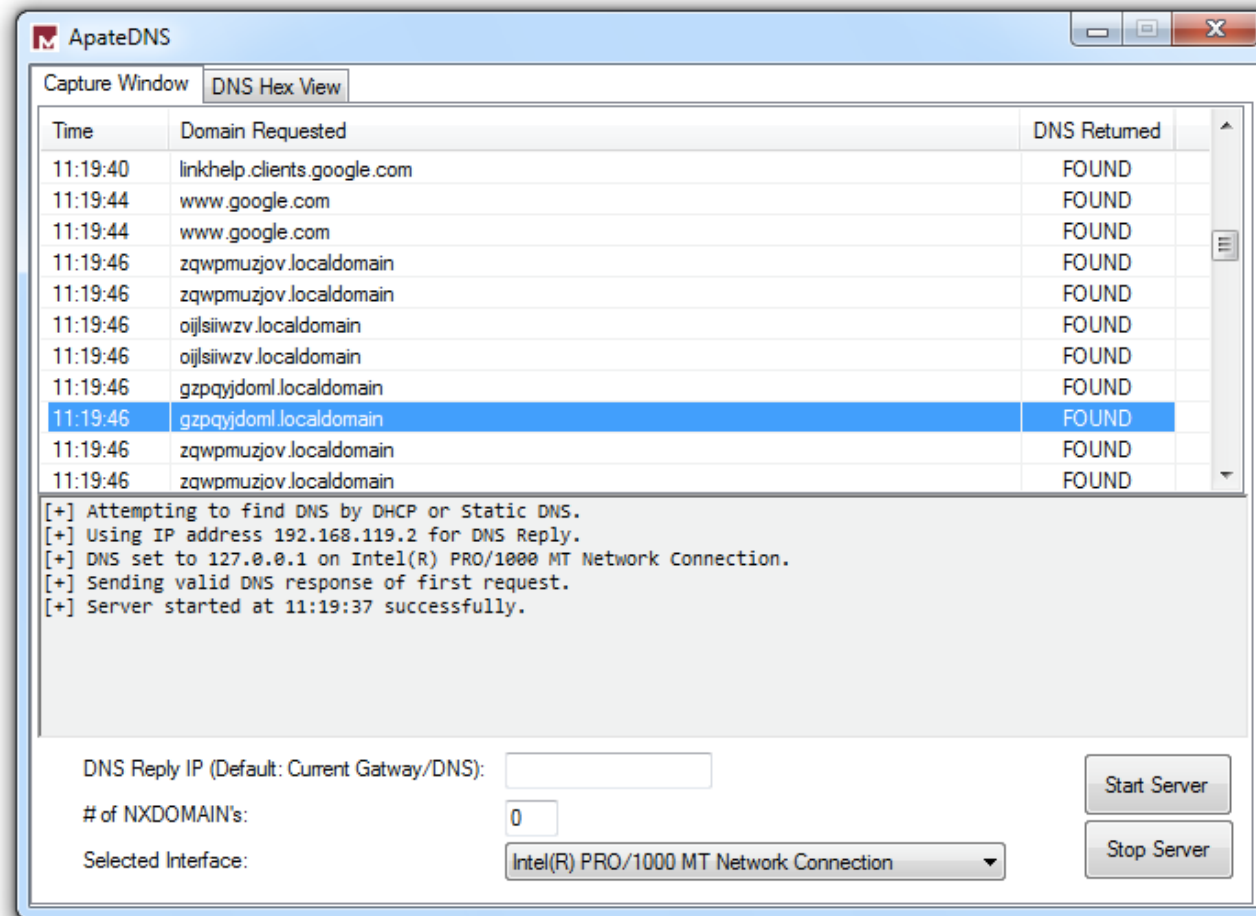 ApateDNS
Capture Window DNS Hex View
Time Domain Requested DNS Returned
11:19:40 linkhelp.clients.google.com FOUND
11:19:44 www.google.com FOUND
11:19:44 www.google.com FOUND
11:19:46 zqwpmuzjov.localdomain FOUND
11:19:46 zqwpmuzjov.localdomain FOUND
11:19:46 oijlsiiwzv.localdomain FOUND
11:19:46 oijlsiiwzv.localdomain FOUND
11:19:46 gzpqyjdoml.localdomain FOUND
11:19:46 gzpqyjdoml.localdomain FOUND
11:19:46 zqwpmuzjov.localdomain FOUND
11:19:46 zqwpmuzjov.localdomain FOUND
[+] Attempting to find DNS by DHCP or Static DNS.
[+] Using IP address 192.168.119.2 for DNS Reply.
[+] DNS set to 127.0.0.1 on Intel(R) PRO/1000 MT Network Connection.
[+] Sending valid DNS response of first request.
[+] Server started at 11:19:37 successfully.
DNS Reply IP (Default: Current Gatway/DNS):
Start Server
# of NXDOMAIN's: 0
Stop Server
Selected Interface: Intel(R) PRO/1000 MT Network Connection